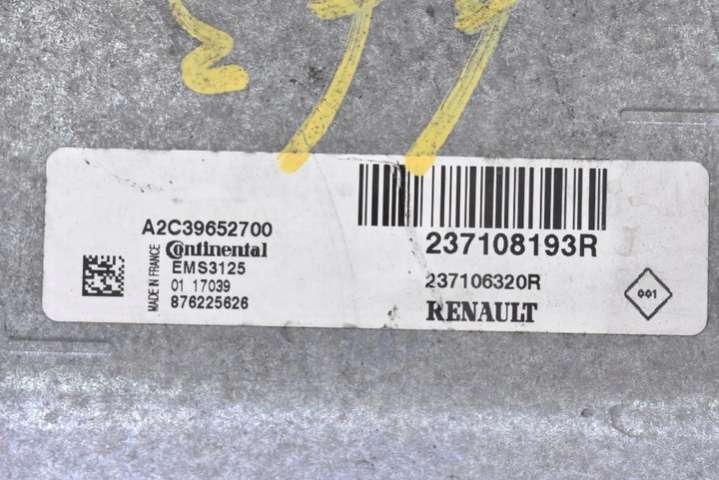 A2C39652700
Continental
EMS3125
01 17039
876225626
MADE IN FRANCE
237108193R
237106320R
RENAULT
001